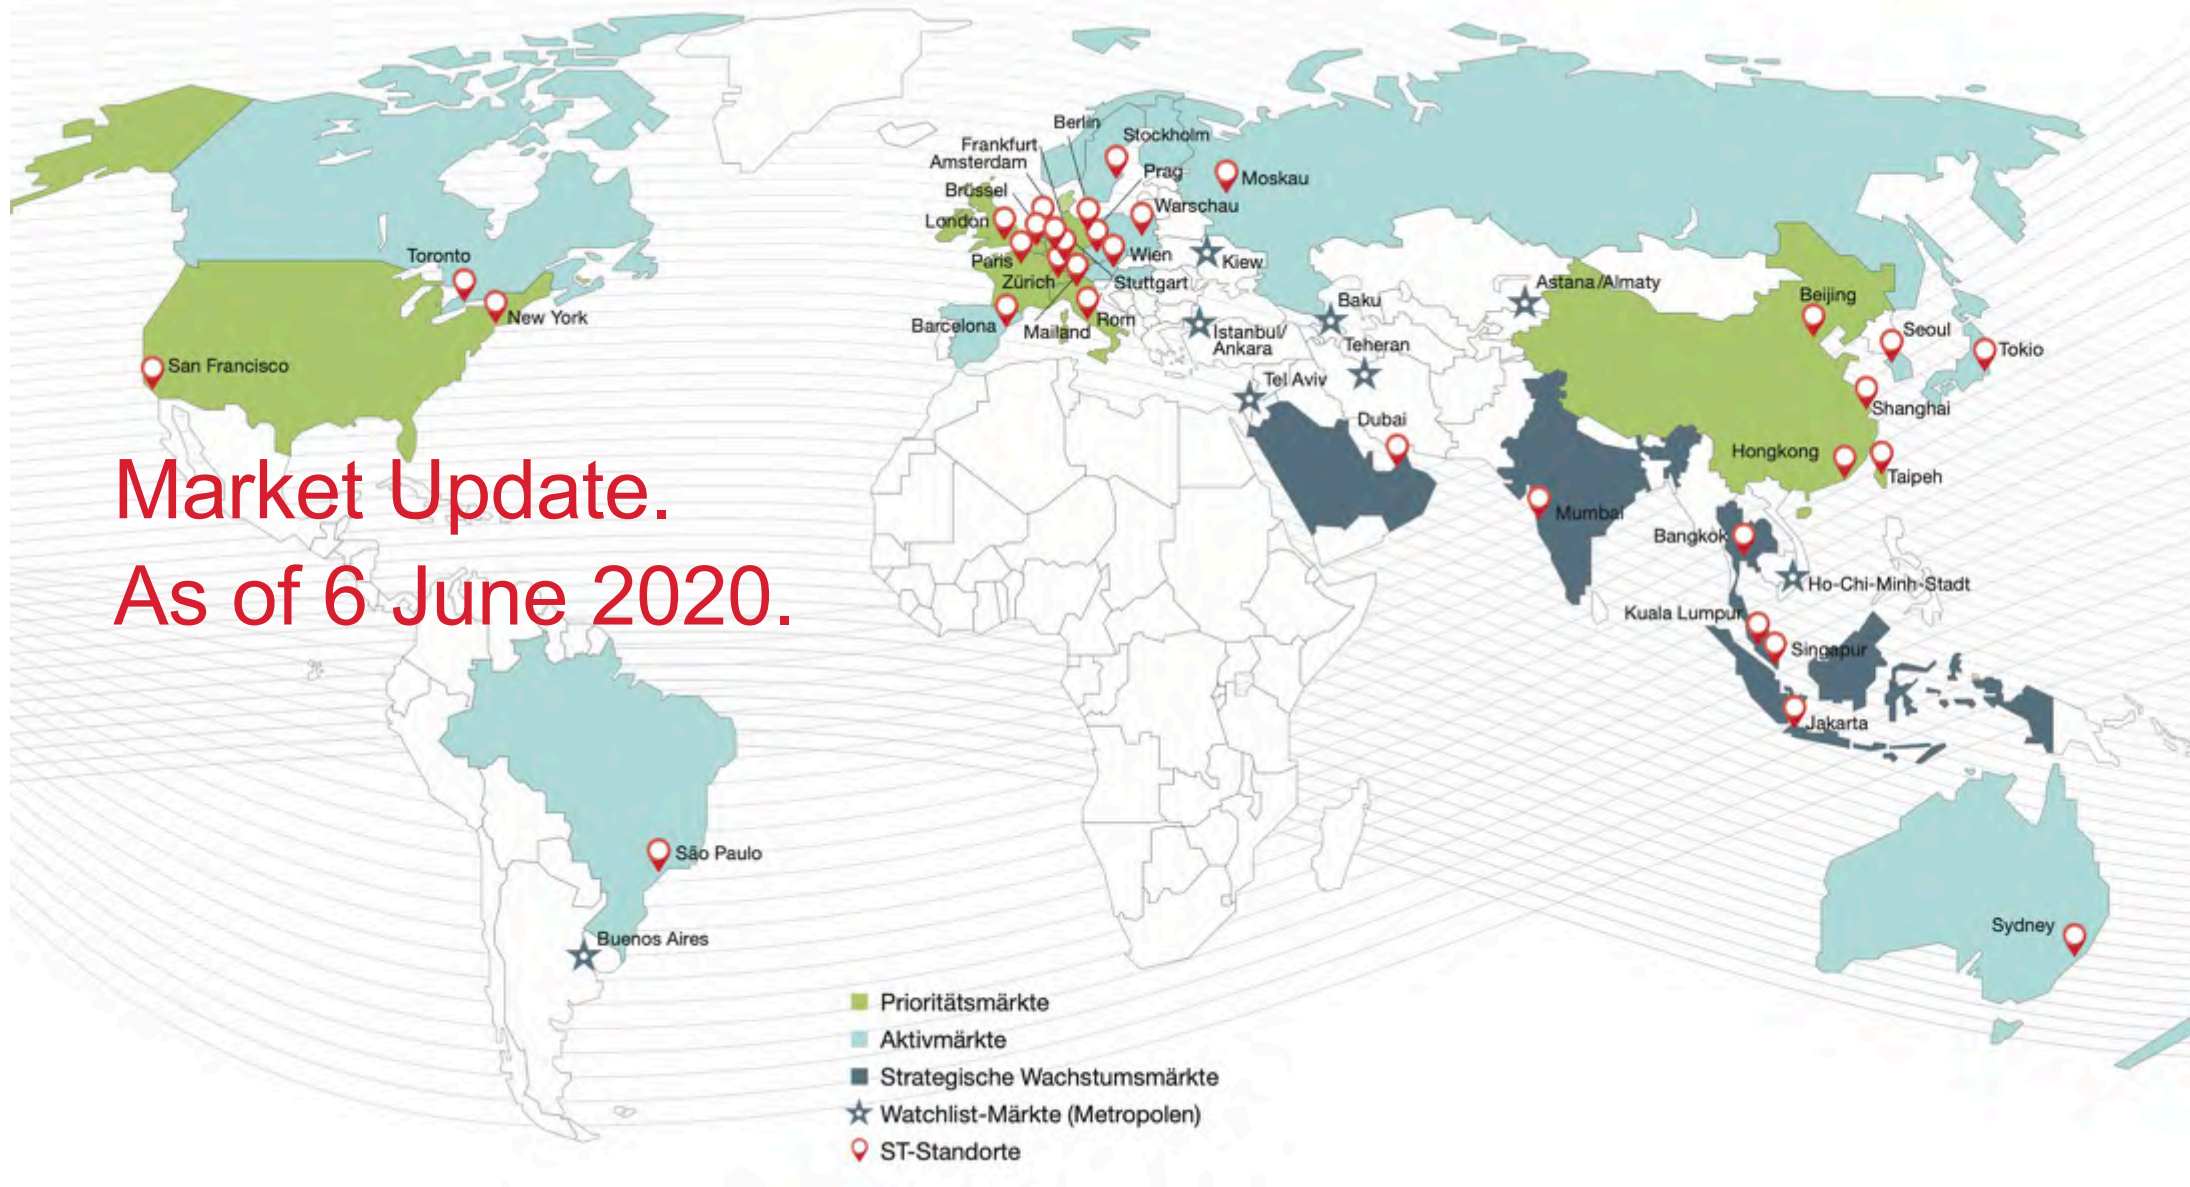 Berlin
Stockholm
Frankfurt
Amsterdam
Prag
Moskau
Brüssel
Warschau
London
Toronto
Paris
Wien
Kiew
Zürich
Stuttgart
Astana/Almaty
Baku
Beijing
New York
Barcelona
Mailand
Rom
Istanbul/
Ankara
Seoul
Teheran
Tokio
San Francisco
Tel Aviv
Shanghai
Dubai
Hongkong
Taipeh
Market Update.
As of 6 June 2020.
Mumbai
Bangkok
Ho-Chi-Minh-Stadt
Kuala Lumpur
Singapur
Jakarta
São Paulo
Sydney
Buenos Aires
Prioritätsmärkte
Aktivmärkte
Strategische Wachstumsmärkte
Watchlist-Märkte (Metropolen)
ST-Standorte